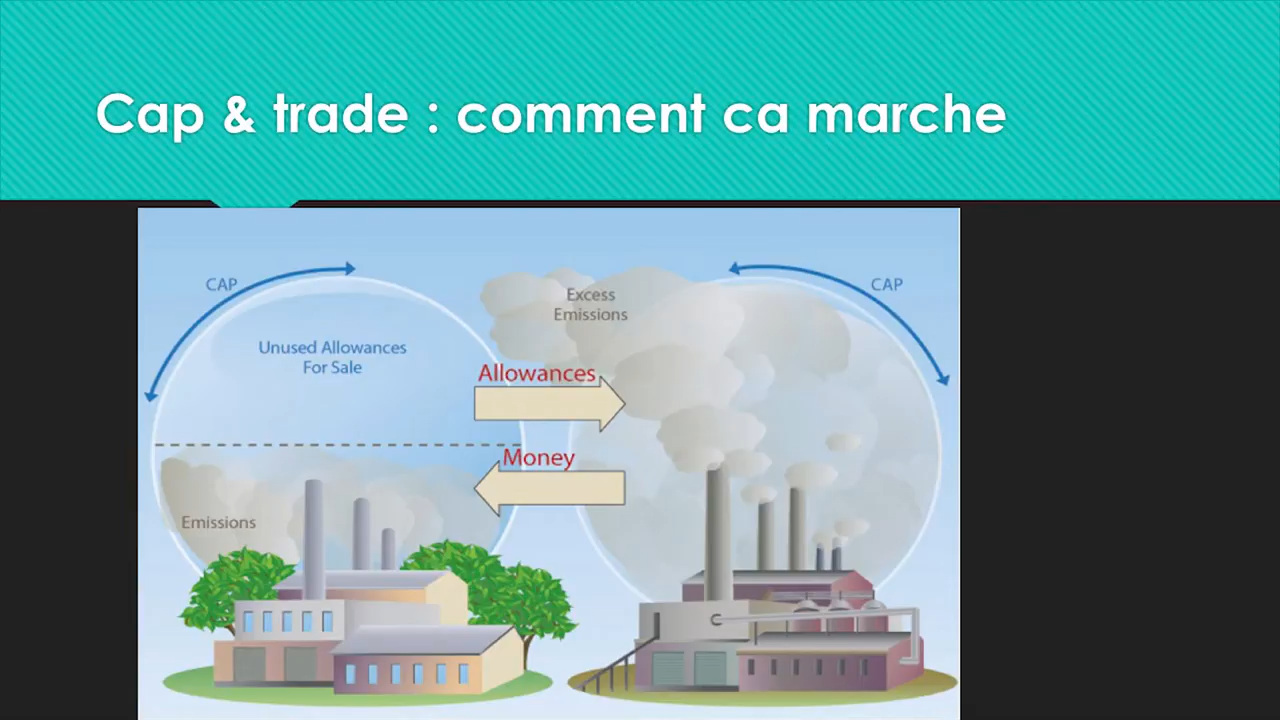 Cap & trade : comment ca marche
CAP
CAP
Excess
Emissions
Unused Allowances
For Sale
Allowances
Money
Emissions